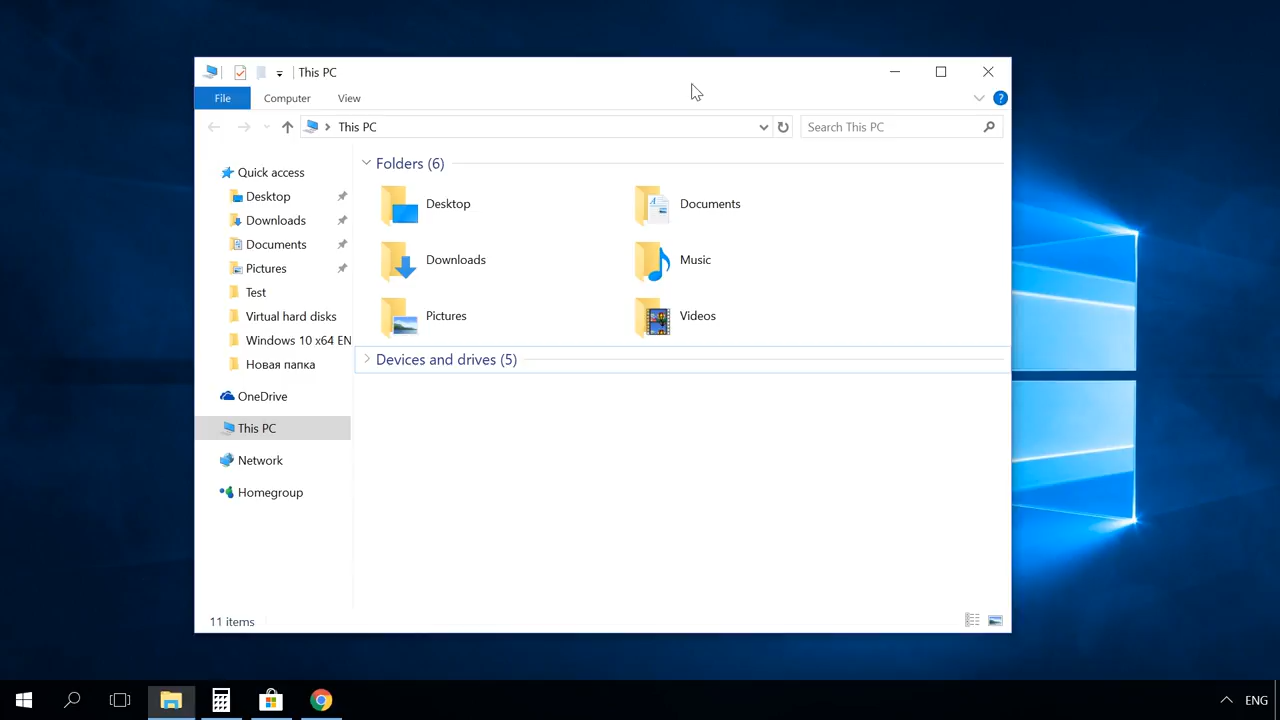 This PC
File Computer View
This PC
Search This PC
Quick access
Desktop
Downloads
Documents
Pictures
Test
Virtual hard disks
Windows 10 x64 EN
Новая папка
OneDrive
This PC
Network
Homegroup
Folders (6)
Desktop
Documents
Downloads
Music
Pictures
Videos
Devices and drives (5)
11 items
ENG